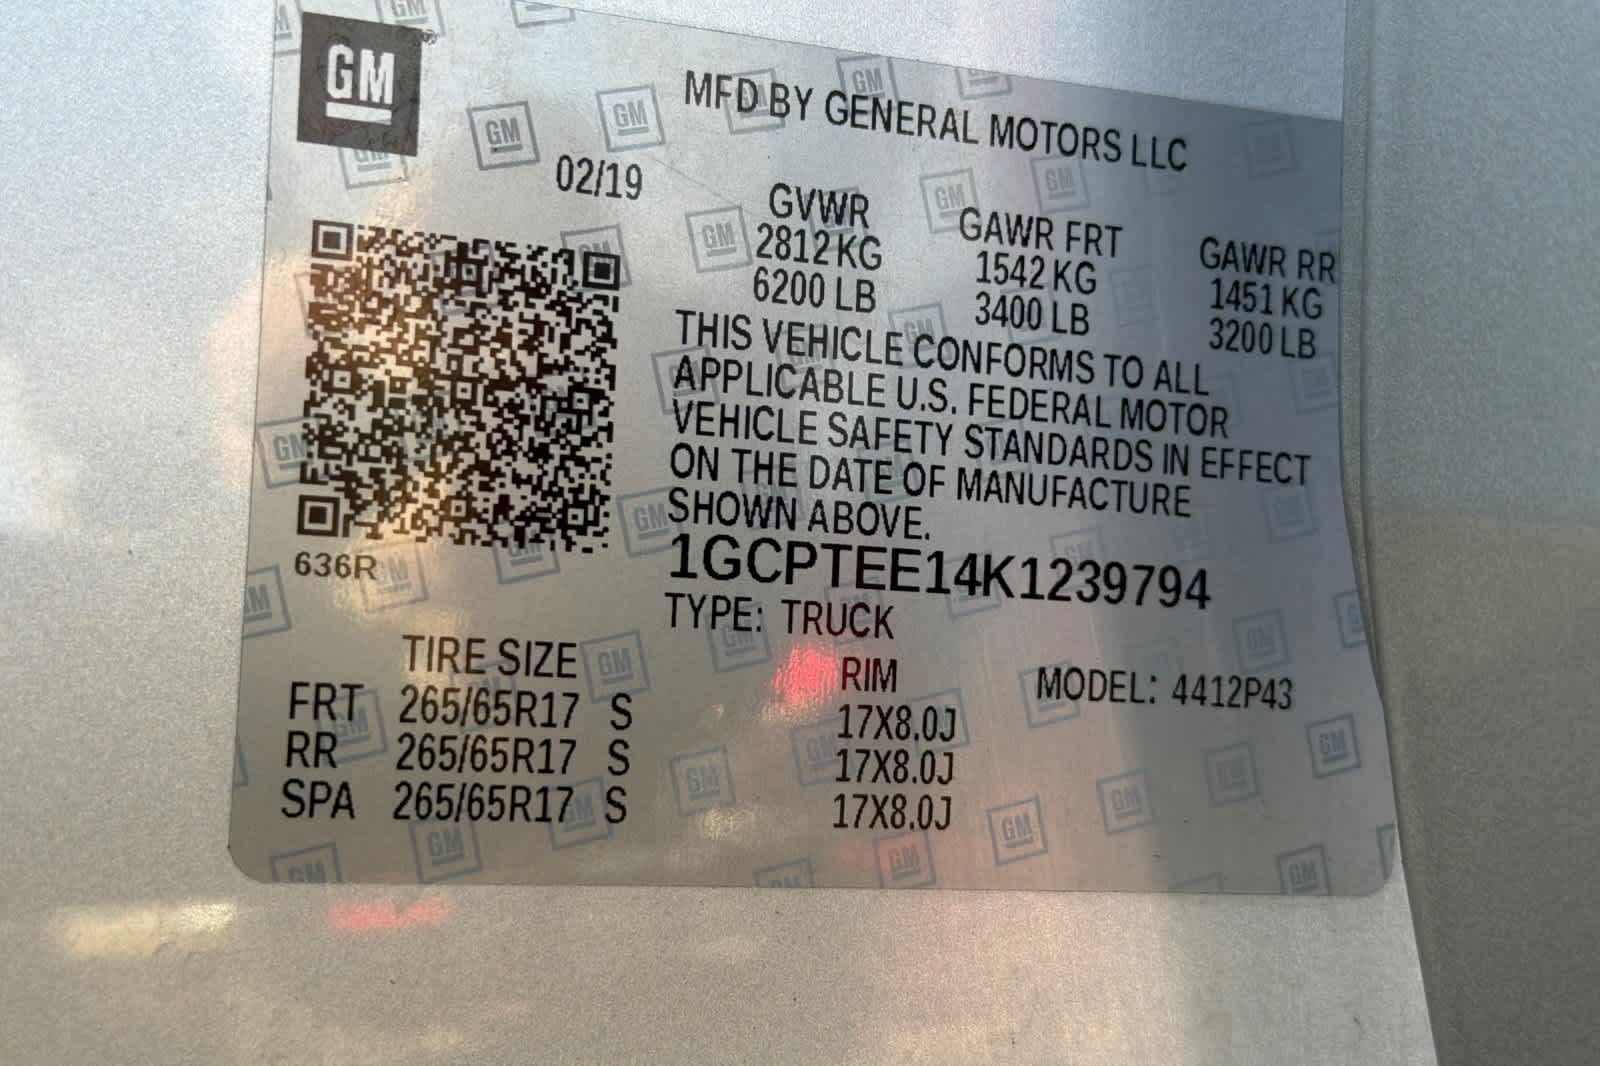 GM
MFD BY GENERAL MOTORS LLC
02/19
GVWR GAWR FRT GAWR RR
2812 KG 1542 KG 1451 KG
6200 LB 3400 LB 3200 LB
THIS VEHICLE CONFORMS TO ALL
APPLICABLE U.S. FEDERAL MOTOR
VEHICLE SAFETY STANDARDS IN EFFECT
ON THE DATE OF MANUFACTURE
SHOWN ABOVE.
636R
1GCPTEE14K1239794
TYPE: TRUCK
TIRE SIZE RIM MODEL: 4412P43
FRT 265/65R17 S 17X8.0J
RR 265/65R17 S 17X8.0J
SPA 265/65R17 S 17X8.0J